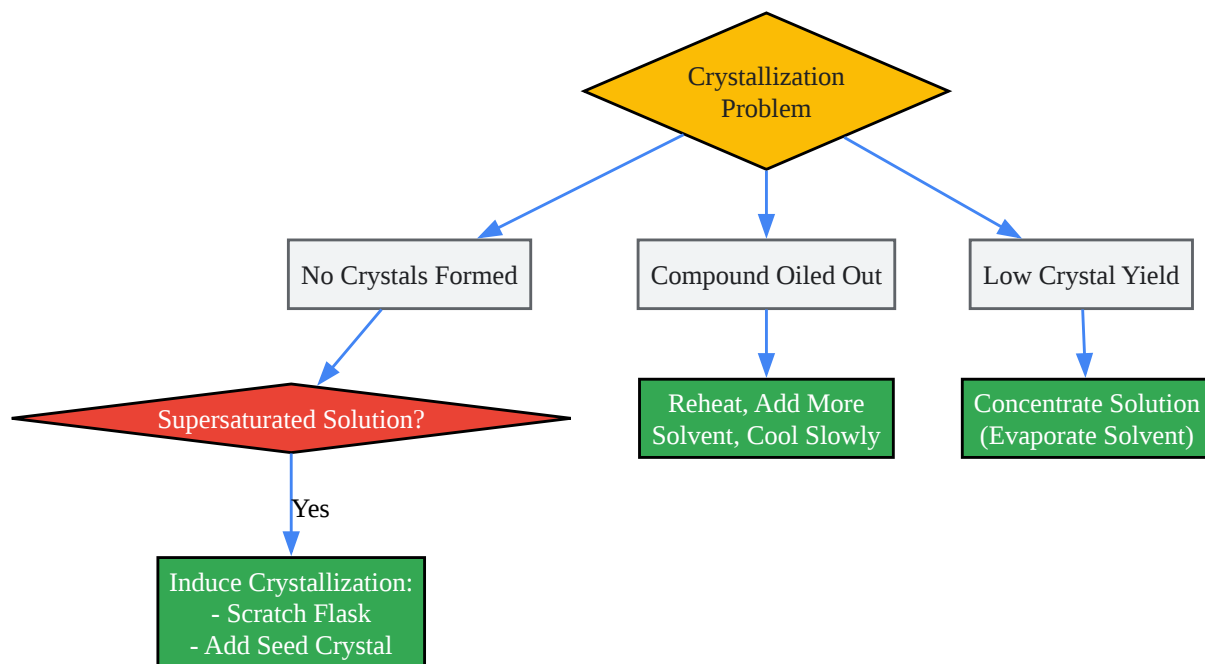 Crystallization
Problem
No Crystals Formed
Compound Oiled Out
Low Crystal Yield
Supersaturated Solution?
Reheat, Add More
Solvent, Cool Slowly
Concentrate Solution
(Evaporate Solvent)
Yes
Induce Crystallization:
- Scratch Flask
- Add Seed Crystal